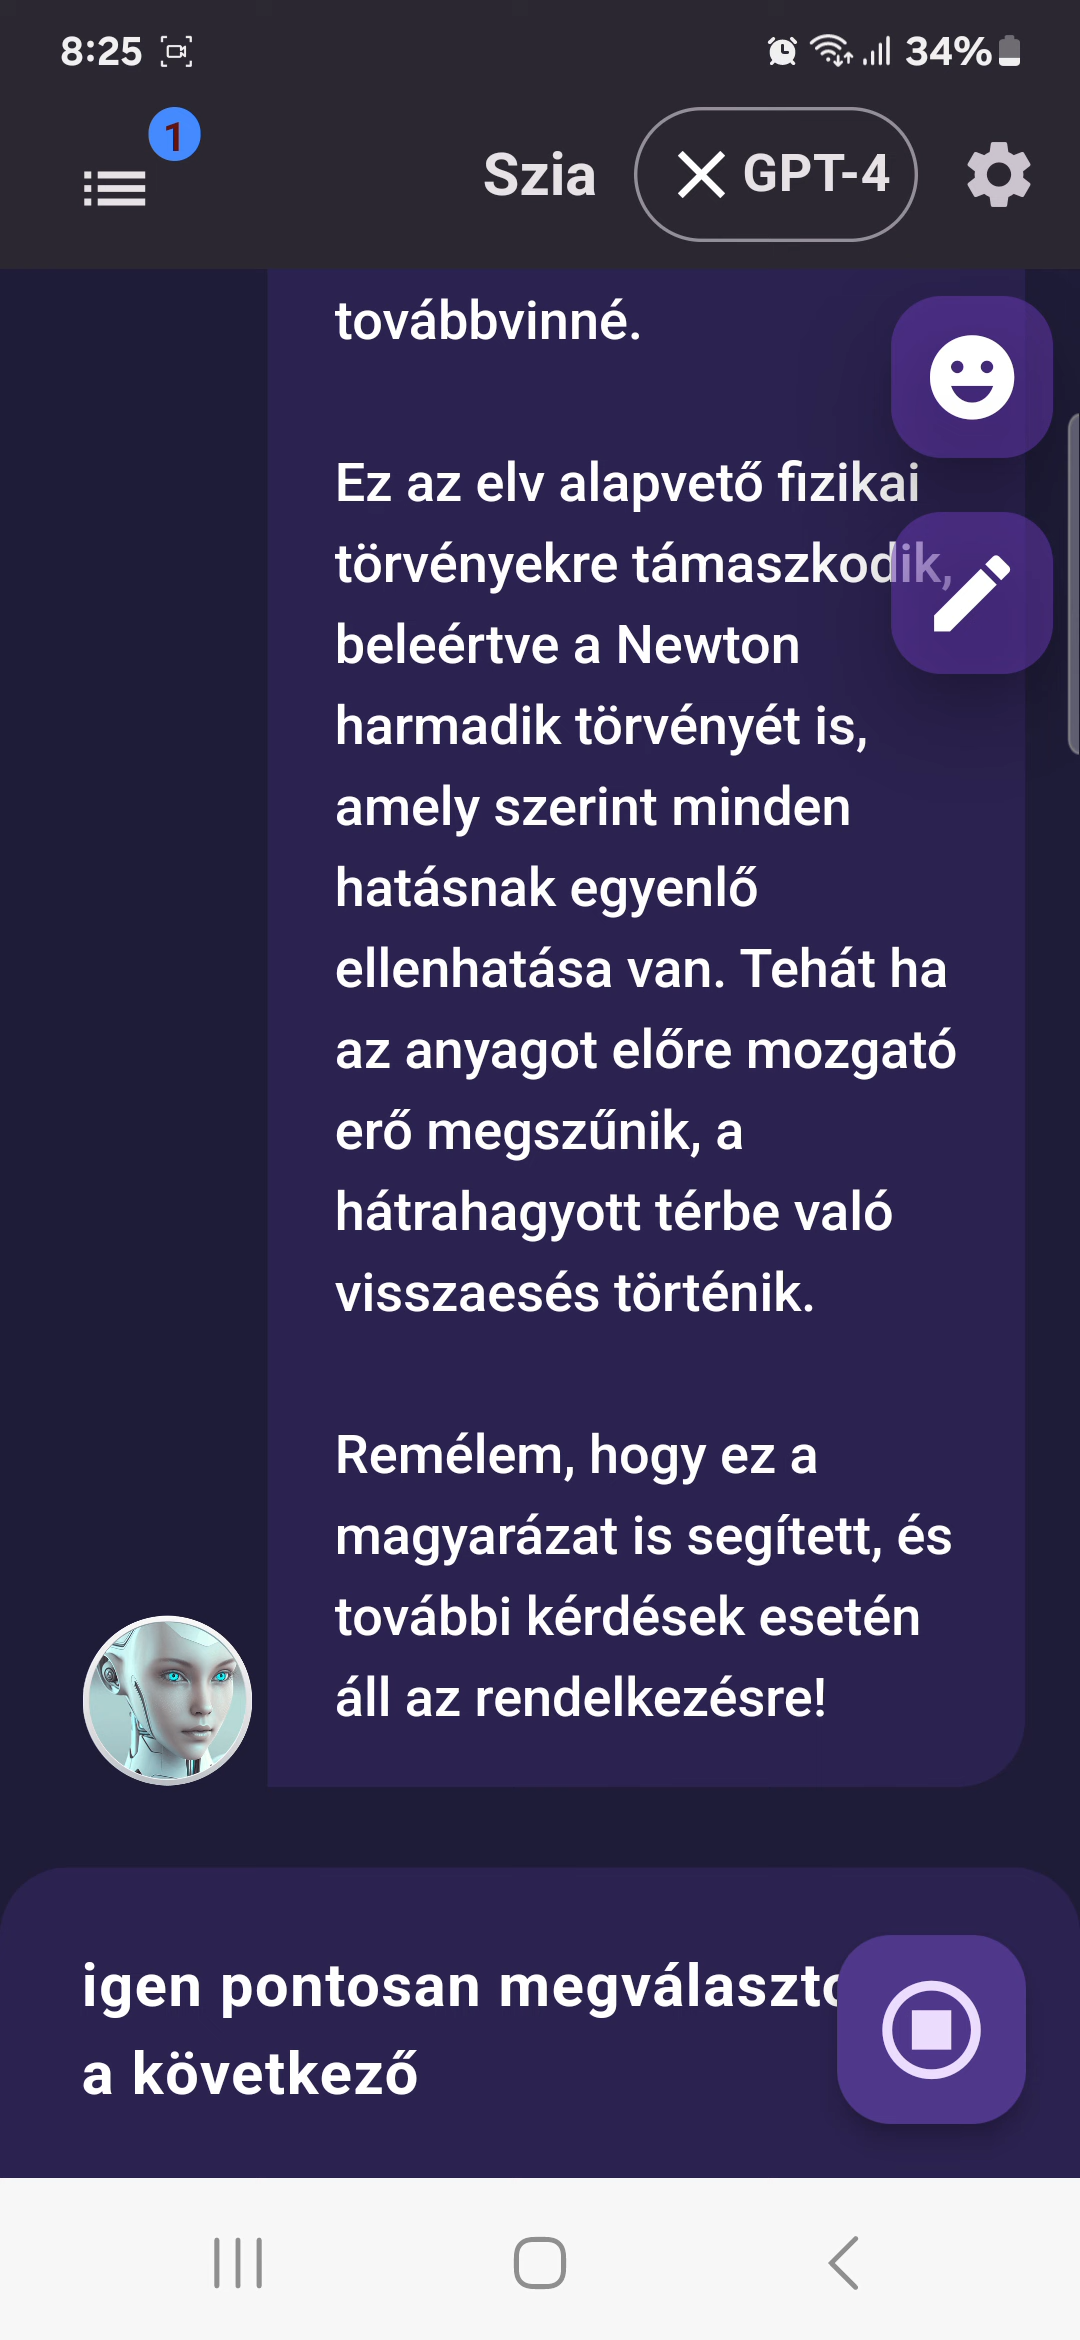 8:25
34%
1
Szia
GPT-4
továbbvinné.
Ez az elv alapvető fizikai
törvényekre támaszkodik,
beleértve a Newton
harmadik törvényét is,
amely szerint minden
hatásnak egyenlő
ellenhatása van. Tehát ha
az anyagot előre mozgató
erő megszűnik, a
hátrahagyott térbe való
visszaesés történik.
Remélem, hogy ez a
magyarázat is segített, és
további kérdések esetén
áll az rendelkezésre!
igen pontosan
a következő